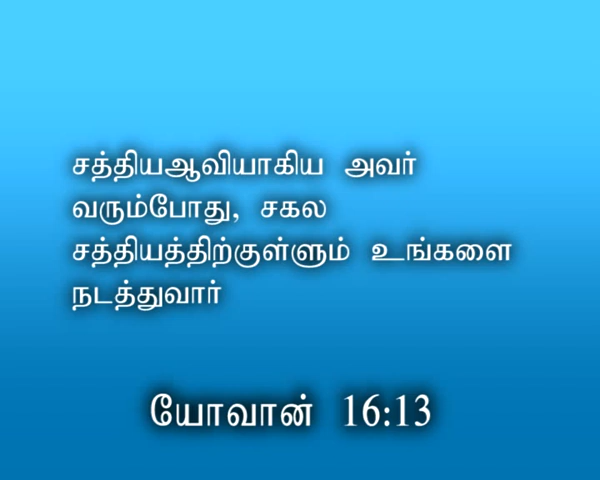 சத்தியஆவியாகிய அவர்
வரும்போது, சகல
சத்தியத்திற்குள்ளும் உங்களை
நடத்துவார்
யோவான் 16:13